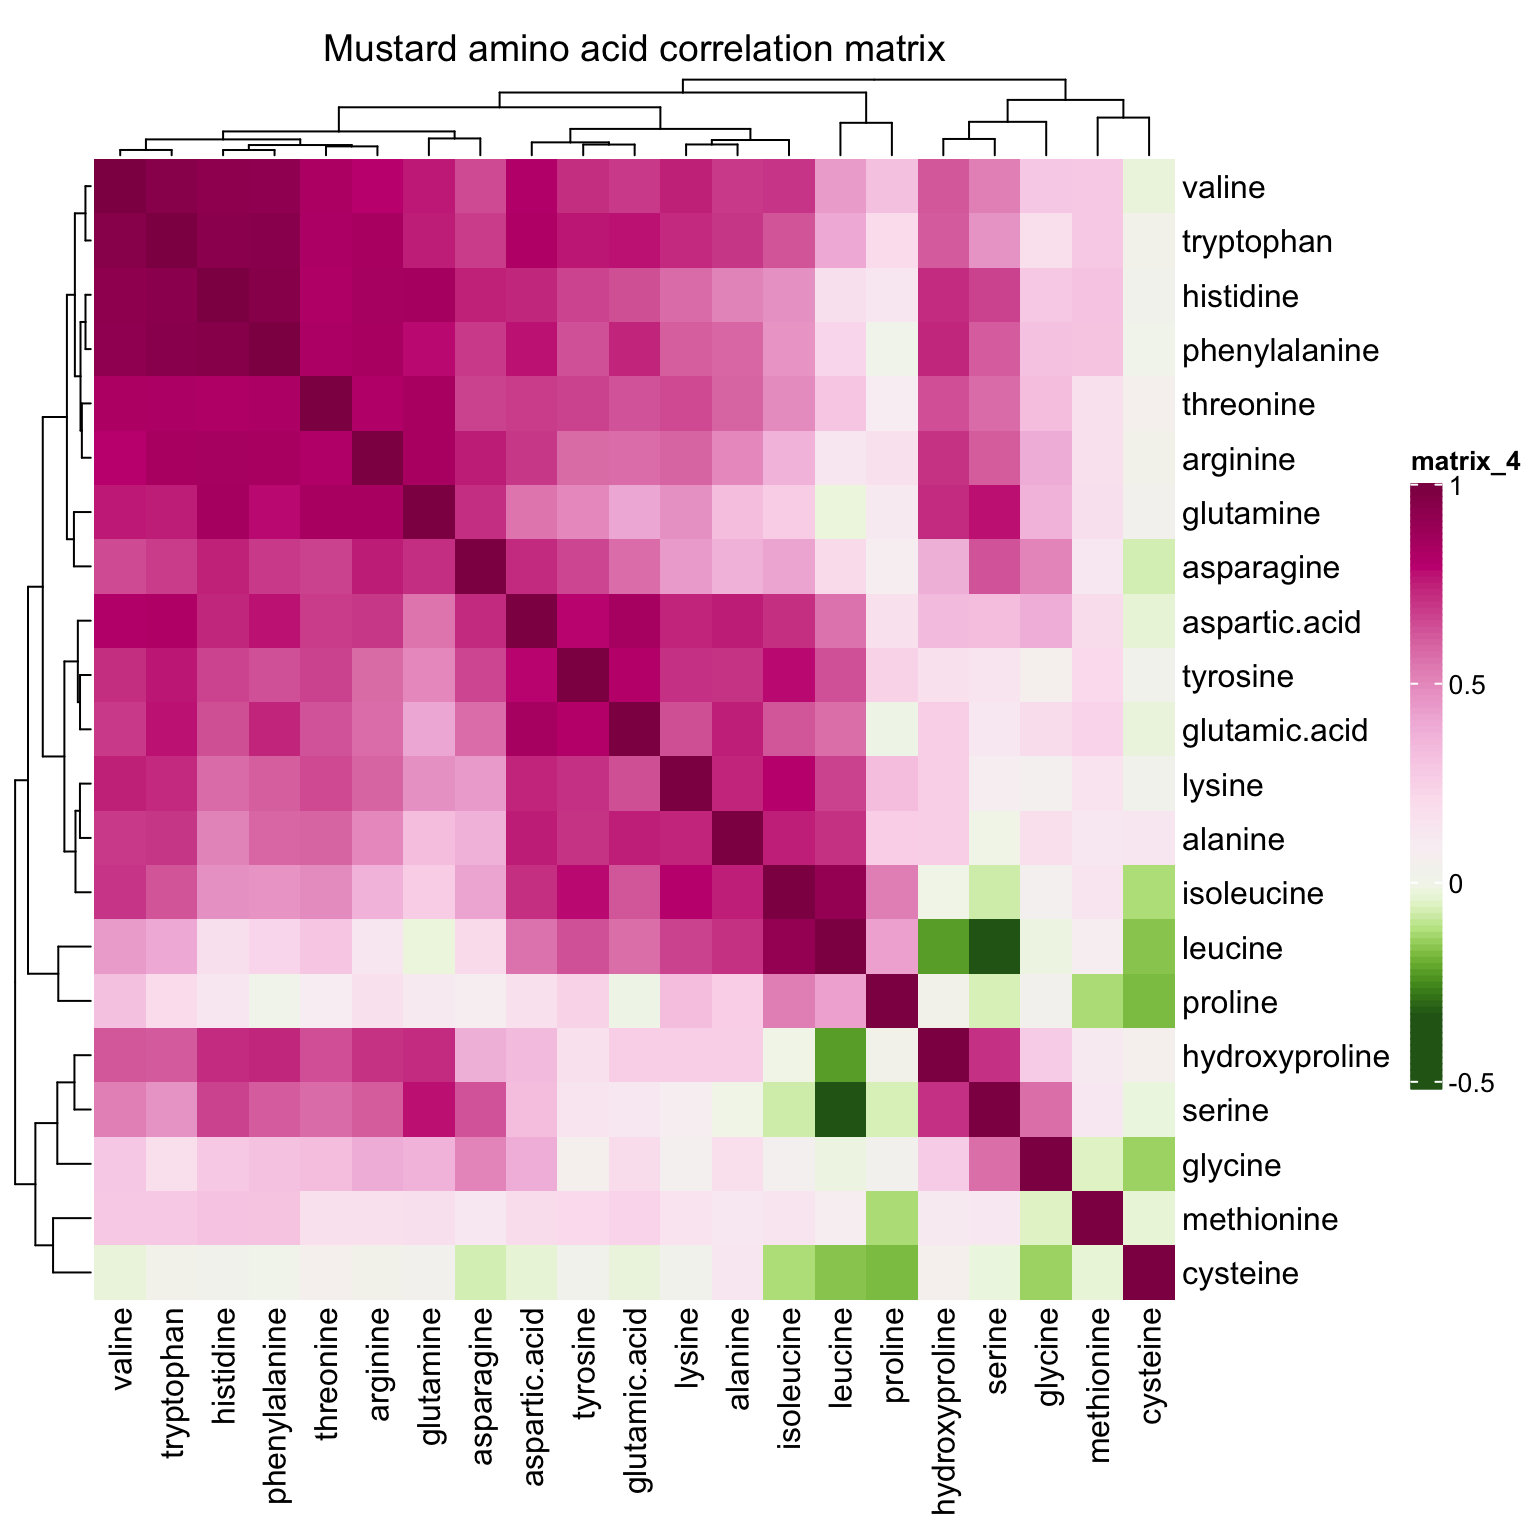 Mustard amino acid correlation matrix
valine
tryptophan
histidine
phenylalanine
threonine
arginine
glutamine
asparagine
aspartic.acid
tyrosine
glutamic.acid
lysine
alanine
isoleucine
leucine
proline
hydroxyproline
serine
glycine
methionine
cysteine
matrix_4
1
0.5
0
-0.5
valine
tryptophan
histidine
phenylalanine
threonine
arginine
glutamine
asparagine
aspartic.acid
tyrosine
glutamic.acid
lysine
alanine
isoleucine
leucine
proline
hydroxyproline
serine
glycine
methionine
cysteine